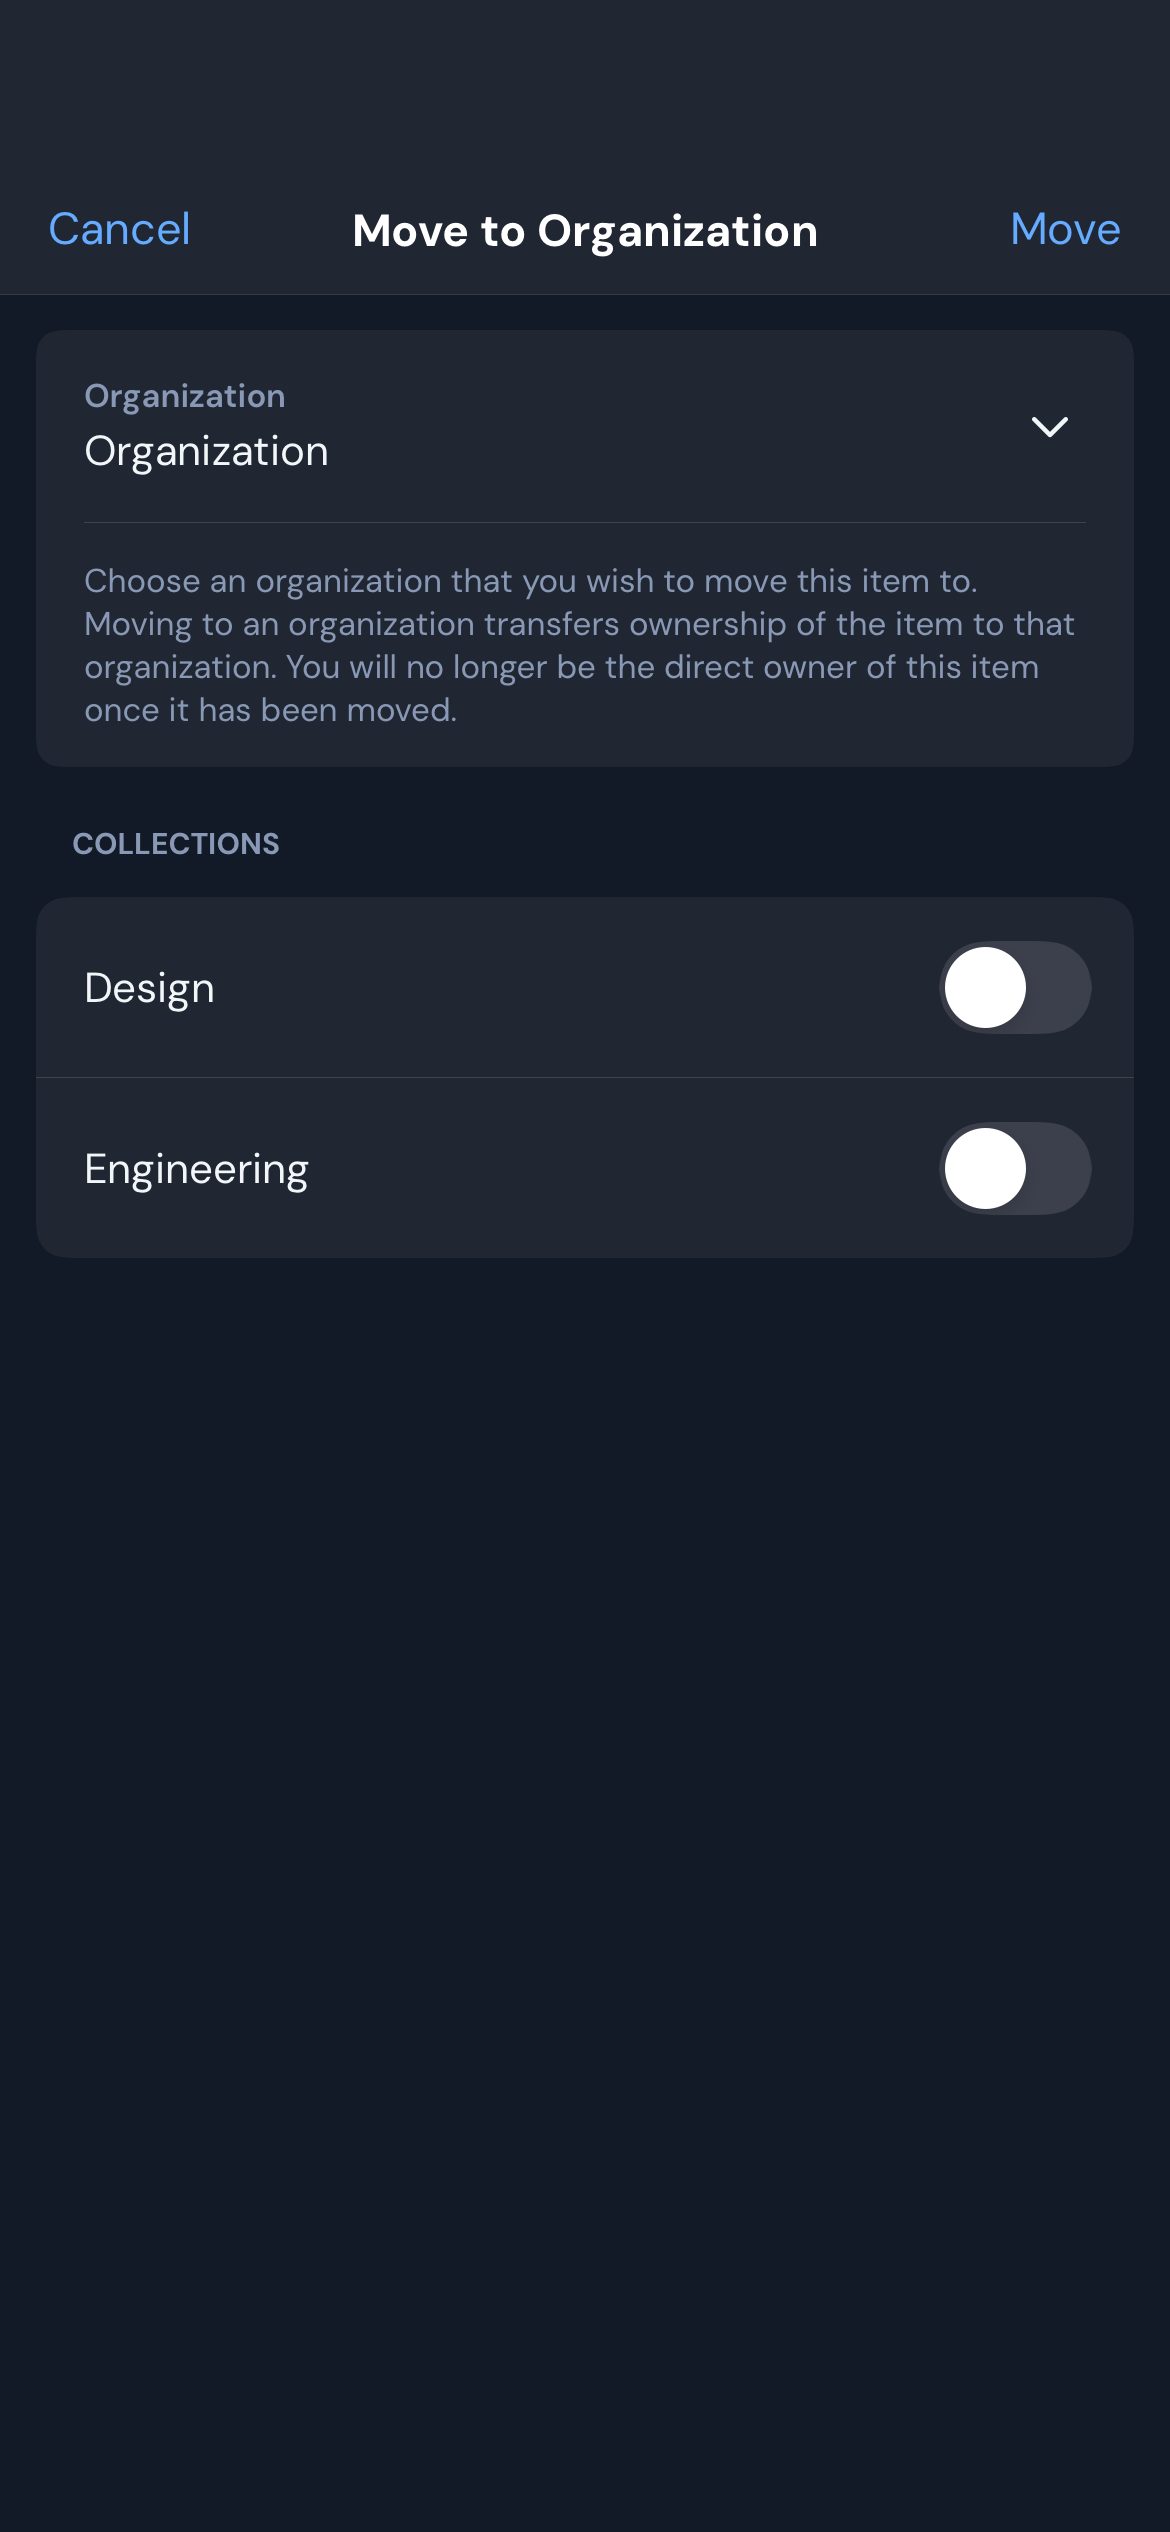 Cancel Move to Organization Move
Organization
Organization
Choose an organization that you wish to move this item to.
Moving to an organization transfers ownership of the item to that
organization. You will no longer be the direct owner of this item
once it has been moved.
COLLECTIONS
Design
Engineering